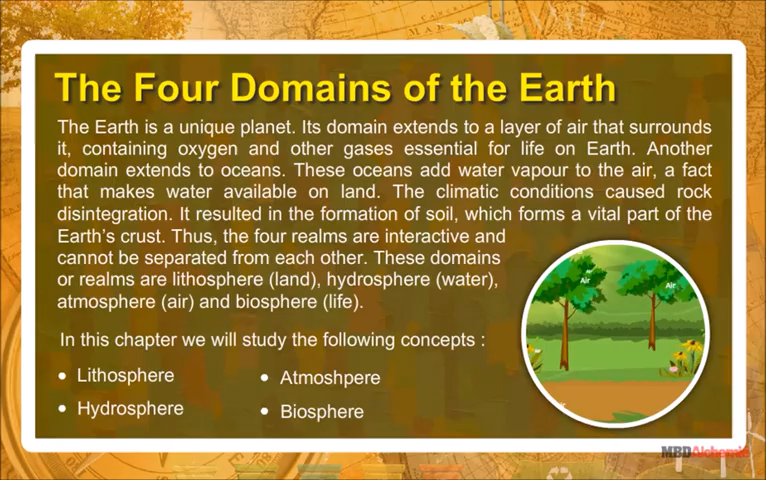 The Four Domains of the Earth
The Earth is a unique planet. Its domain extends to a layer of air that surrounds
it, containing oxygen and other gases essential for life on Earth. Another
domain extends to oceans. These oceans add water vapour to the air, a fact
that makes water available on land. The climatic conditions caused rock
disintegration. It resulted in the formation of soil, which forms a vital part of the
Earth's crust. Thus, the four realms are interactive and
cannot be separated from each other. These domains
or realms are lithosphere (land), hydrosphere (water),
atmosphere (air) and biosphere (life).
Air
Air
In this chapter we will study the following concepts :
• Lithosphere
• Atmoshpere
• Hydrosphere
• Biosphere
MBDAlchemie